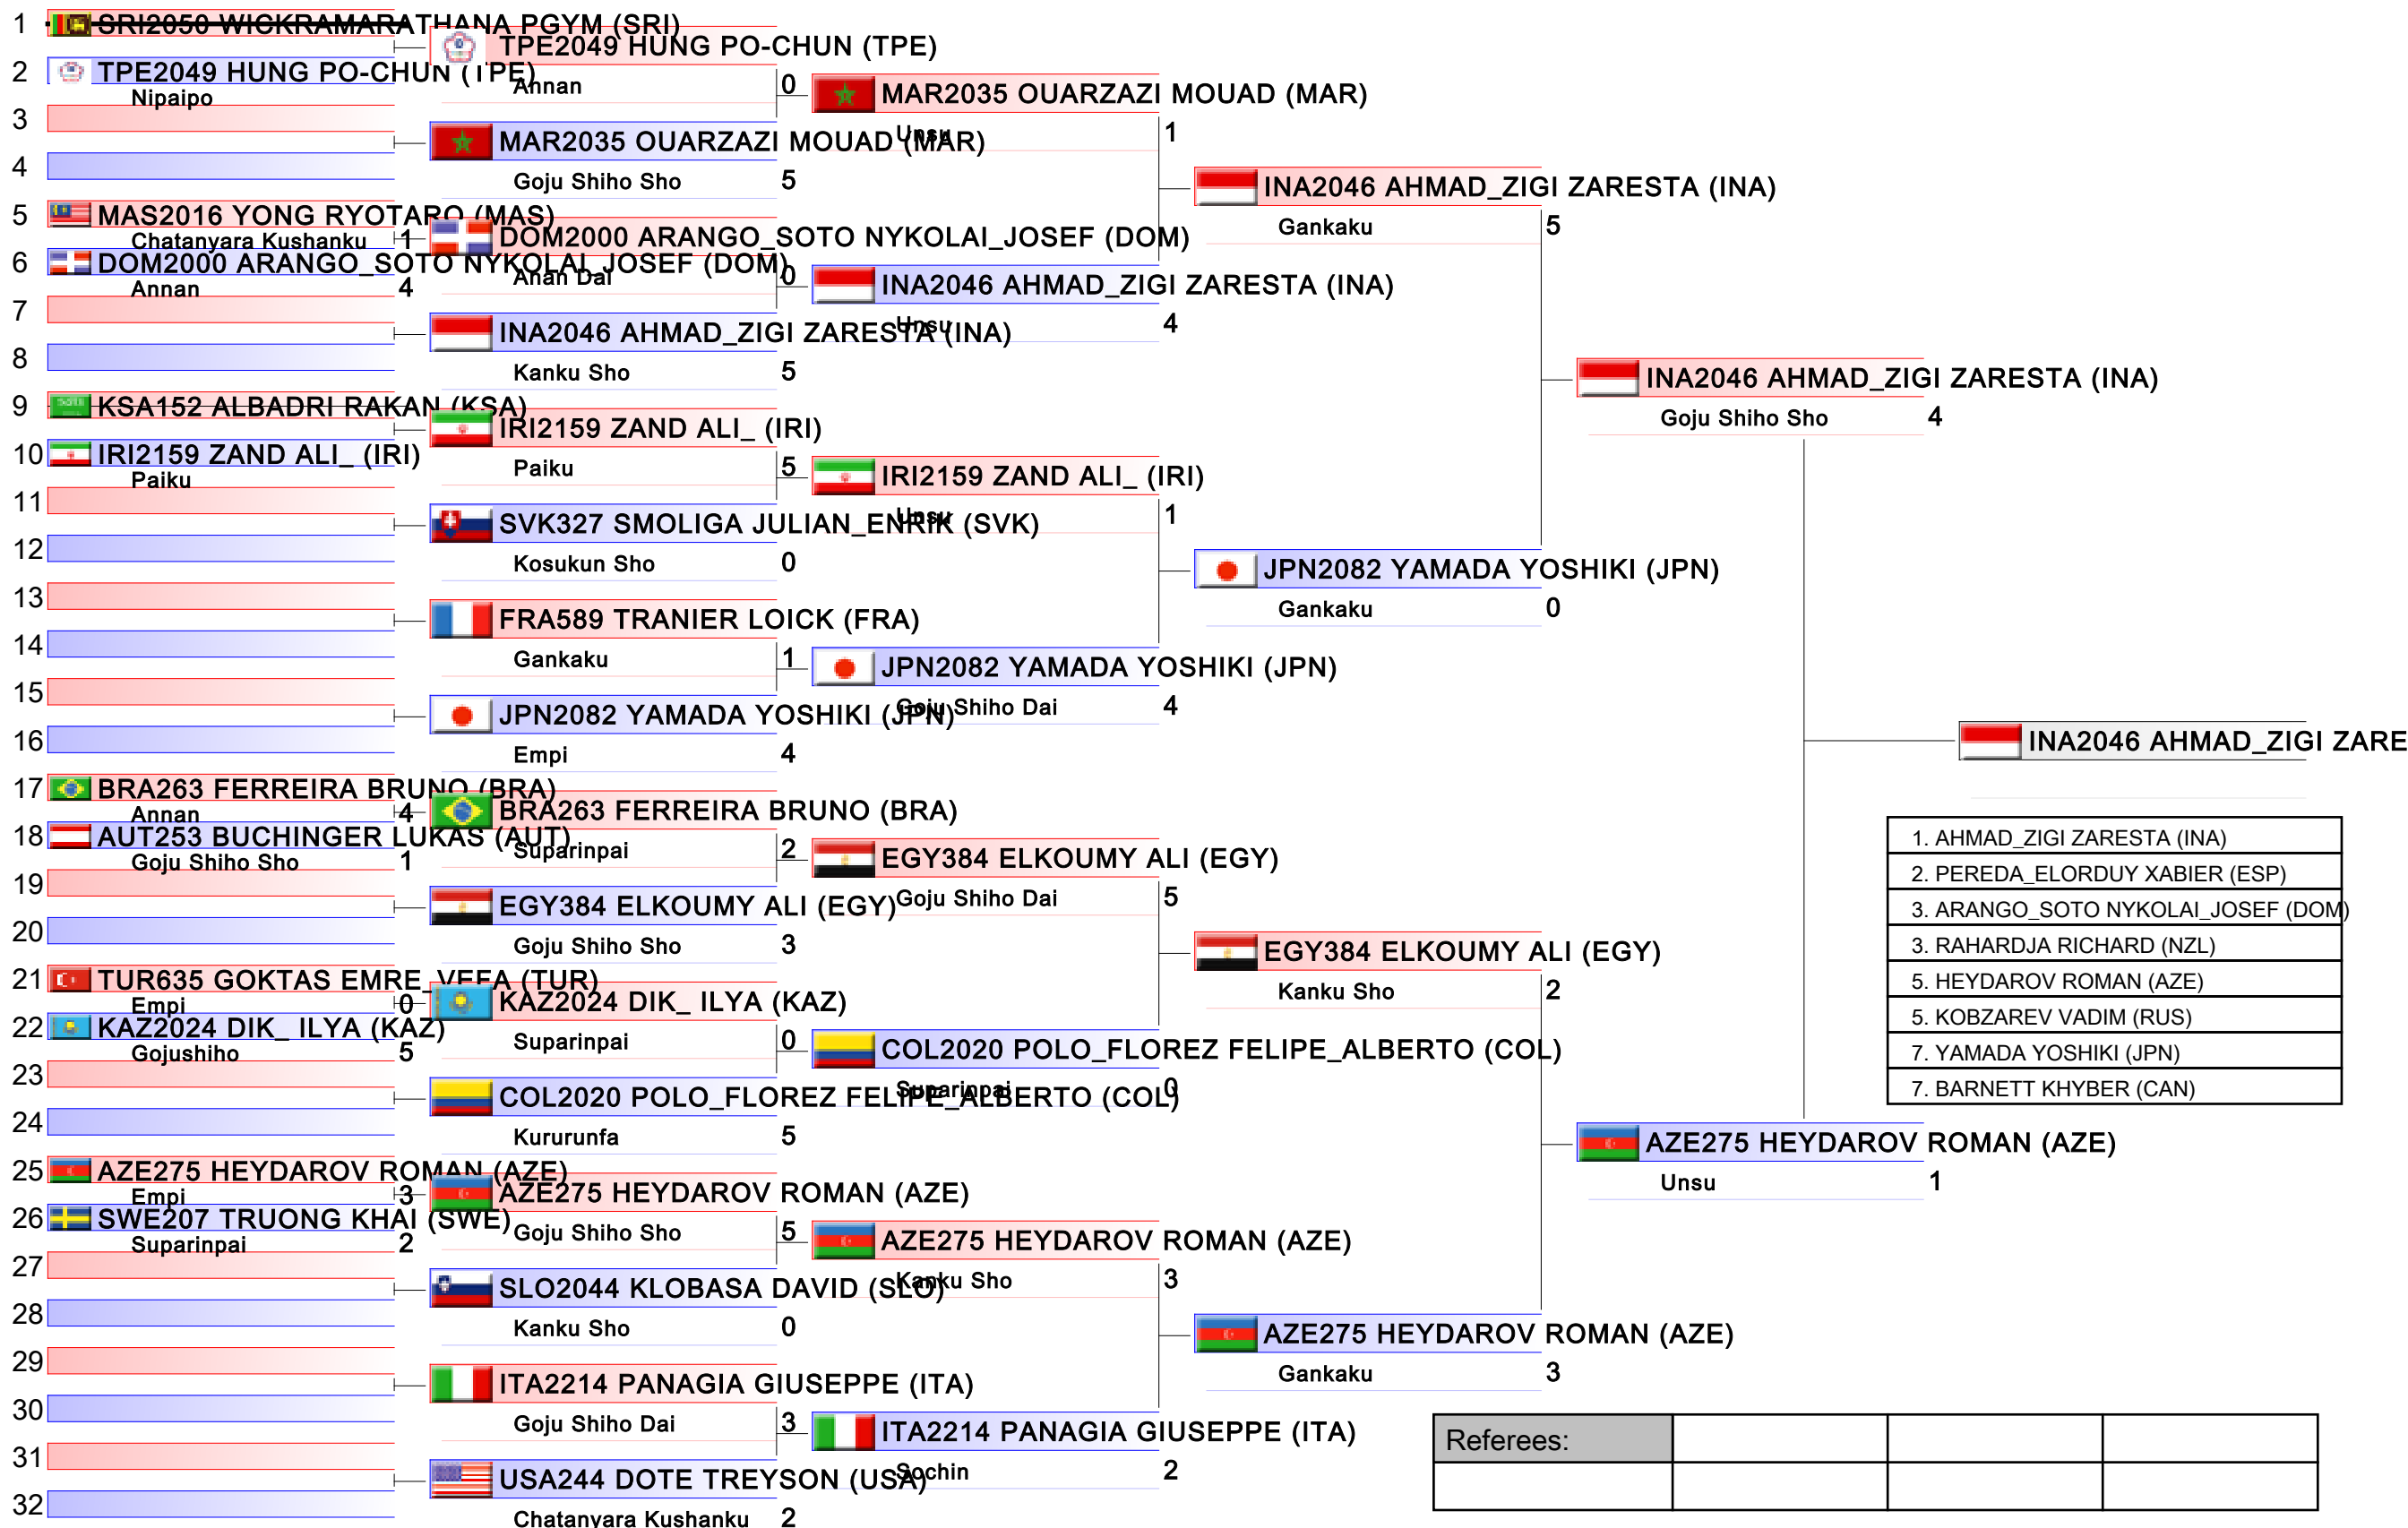 1 SRI2050 WICKRAMARATHANA PGYM (SRI)
2 TPE2049 HUNG PO-CHUN (TPE)
Nipaipo
3
4
5 MAS2016 YONG RYOTARO (MAS)
Chatanyara Kushanku 1
6 DOM2000 ARANGO_SOTO NYKOLAI_JOSEF (DOM)
Annan 4
7
8
9 KSA152 ALBADRI RAKAN (KSA)
10 IRI2159 ZAND ALI_ (IRI)
Paiku
11
12
13
14
15
16
17 BRA263 FERREIRA BRUNO (BRA)
Annan 4
18 AUT253 BUCHINGER LUKAS (AUT)
Goju Shiho Sho 1
19
20
21 TUR635 GOKTAS EMRE_VEFA (TUR)
Empi 0
22 KAZ2024 DIK_ ILYA (KAZ)
Gojushiho 5
23
24
25 AZE275 HEYDAROV ROMAN (AZE)
Empi 3
26 SWE207 TRUONG KHAI (SWE)
Suparinpai 2
27
28
29
30
31
32
TPE2049 HUNG PO-CHUN (TPE)
Annan 0
MAR2035 OUARZAZI MOUAD (MAR)
Goju Shiho Sho 5
DOM2000 ARANGO_SOTO NYKOLAI_JOSEF (DOM)
Anan Dai 0
INA2046 AHMAD_ZIGI ZARESTA (INA)
Kanku Sho 5
IRI2159 ZAND ALI_ (IRI)
Paiku 5
SVK327 SMOLIGA JULIAN_ENRIK (SVK)
Kosukun Sho 0
FRA589 TRANIER LOICK (FRA)
Gankaku 1
JPN2082 YAMADA YOSHIKI (JPN)
Empi 4
BRA263 FERREIRA BRUNO (BRA)
Suparinpai 2
EGY384 ELKOUMY ALI (EGY)
Goju Shiho Sho 3
KAZ2024 DIK_ ILYA (KAZ)
Suparinpai 0
COL2020 POLO_FLOREZ FELIPE_ALBERTO (COL)
Kururunfa 5
AZE275 HEYDAROV ROMAN (AZE)
Goju Shiho Sho 5
SLO2044 KLOBASA DAVID (SLO)
Kanku Sho 0
ITA2214 PANAGIA GIUSEPPE (ITA)
Goju Shiho Dai 3
USA244 DOTE TREYSON (USA)
Chatanyara Kushanku 2
MAR2035 OUARZAZI MOUAD (MAR)
Unsu 1
INA2046 AHMAD_ZIGI ZARESTA (INA)
Unsu 4
IRI2159 ZAND ALI_ (IRI)
Unsu 1
JPN2082 YAMADA YOSHIKI (JPN)
Goju Shiho Dai 4
EGY384 ELKOUMY ALI (EGY)
Goju Shiho Dai 5
COL2020 POLO_FLOREZ FELIPE_ALBERTO (COL)
Suparinpai 0
AZE275 HEYDAROV ROMAN (AZE)
Kanku Sho 3
ITA2214 PANAGIA GIUSEPPE (ITA)
Sochin 2
INA2046 AHMAD_ZIGI ZARESTA (INA)
Gankaku 5
JPN2082 YAMADA YOSHIKI (JPN)
Gankaku 0
EGY384 ELKOUMY ALI (EGY)
Kanku Sho 2
AZE275 HEYDAROV ROMAN (AZE)
Gankaku 3
INA2046 AHMAD_ZIGI ZARESTA (INA)
Goju Shiho Sho 4
AZE275 HEYDAROV ROMAN (AZE)
Unsu 1
INA2046 AHMAD_ZIGI ZARE
1. AHMAD_ZIGI ZARESTA (INA)
2. PEREDA_ELORDUY XABIER (ESP)
3. ARANGO_SOTO NYKOLAI_JOSEF (DOM)
3. RAHARDJA RICHARD (NZL)
5. HEYDAROV ROMAN (AZE)
5. KOBZAREV VADIM (RUS)
7. YAMADA YOSHIKI (JPN)
7. BARNETT KHYBER (CAN)
Referees: